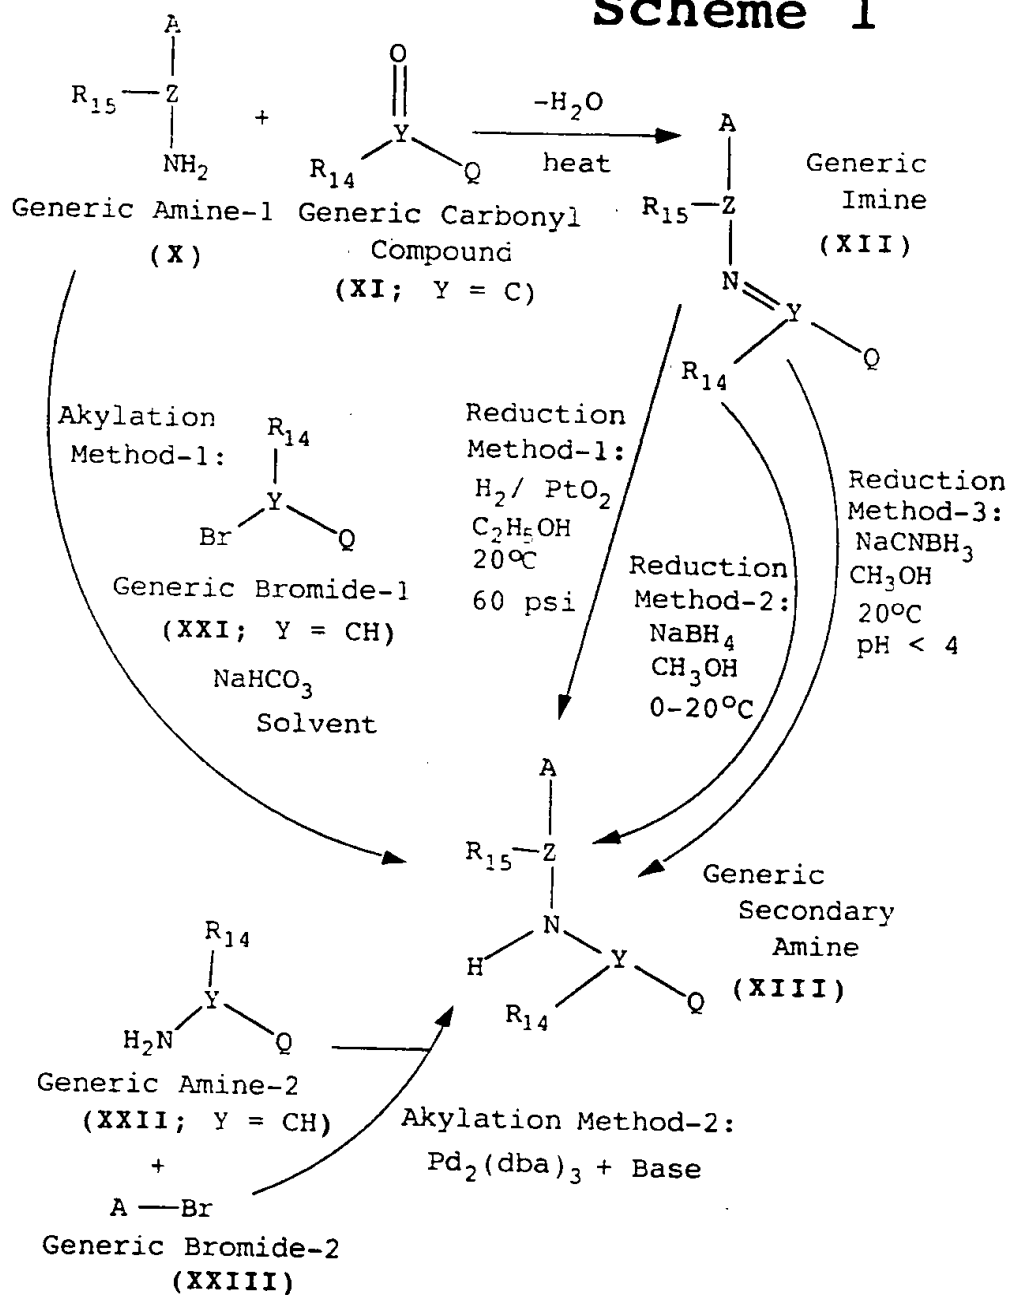 Scheme 1
A
R15 Z
NH2
Generic Amine-1
(X)
+
O
Y
R14 Q
Generic Carbonyl
Compound
(XI; Y = C)
-H2O
heat
A
R15 Z
N
Y
R14 Q
Generic
Imine
(XII)
Akylation
Method-1:
R14
Y
Br Q
Generic Bromide-1
(XXI; Y = CH)
NaHCO3
Solvent
Reduction
Method-1:
H2/ PtO2
C2H5OH
20°C
60 psi
Reduction
Method-2:
NaBH4
CH3OH
0-20°C
Reduction
Method-3:
NaCNBH3
CH3OH
20°C
pH < 4
A
R15 Z
N
H Y
R14 Q
Generic
Secondary
Amine
(XIII)
R14
Y
H2N Q
Generic Amine-2
(XXII; Y = CH)
+
A Br
Generic Bromide-2
(XXIII)
Akylation Method-2:
Pd2(dba)3 + Base